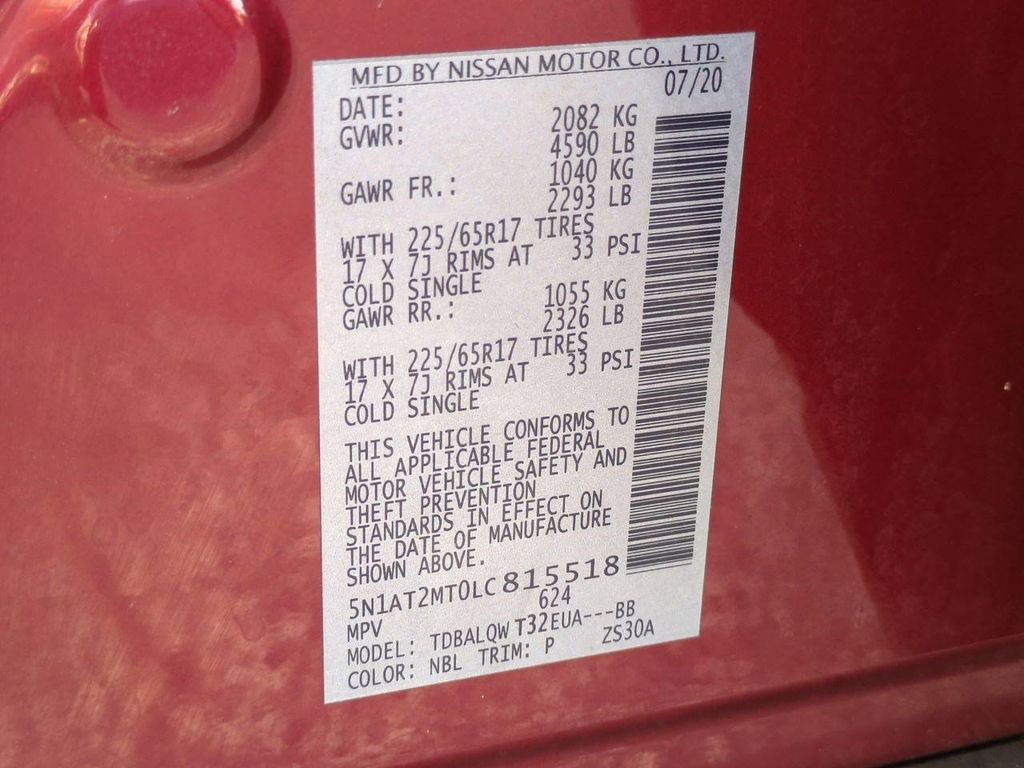 MFD BY NISSAN MOTOR CO., LTD.
DATE: 07/20
GVWR: 2082 KG
4590 LB
GAWR FR.: 1040 KG
2293 LB
WITH 225/65R17 TIRES
17 X 7J RIMS AT 33 PSI
COLD SINGLE
GAWR RR.: 1055 KG
2326 LB
WITH 225/65R17 TIRES
17 X 7J RIMS AT 33 PSI
COLD SINGLE
THIS VEHICLE CONFORMS TO
ALL APPLICABLE FEDERAL
MOTOR VEHICLE SAFETY AND
THEFT PREVENTION
STANDARDS IN EFFECT ON
THE DATE OF MANUFACTURE
SHOWN ABOVE.
5N1AT2MT0LC815518
MPV 624
MODEL: TDBALQWT32EUA---BB
COLOR: NBL TRIM: P ZS30A